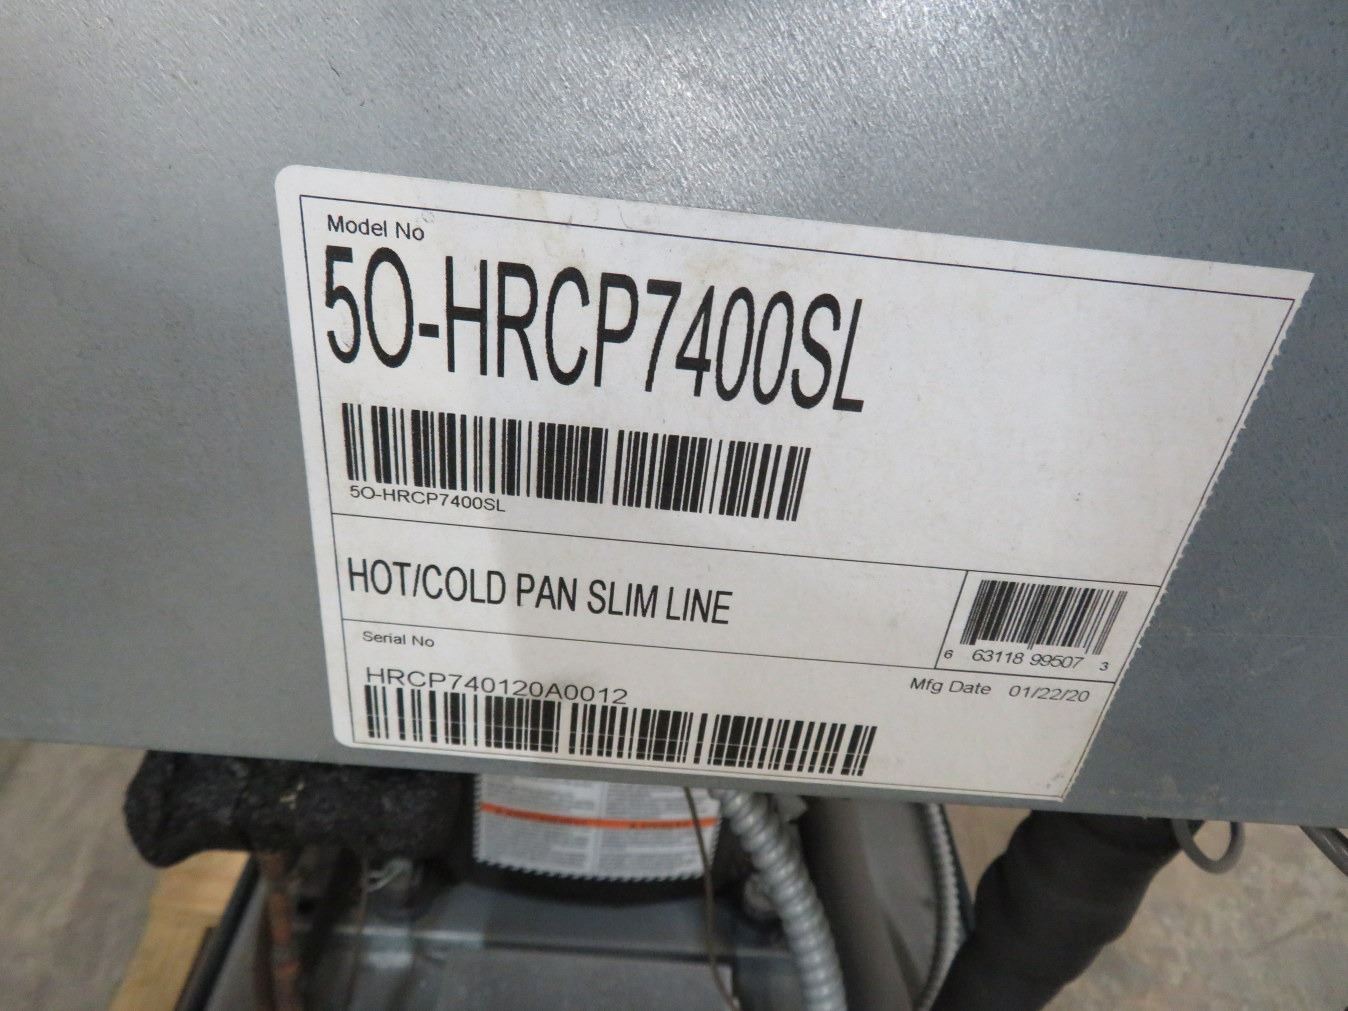 Model No
5O-HRCP7400SL
5O-HRCP7400SL
HOT/COLD PAN SLIM LINE
6 63118 99507 3
Serial No
HRCP740120A0012
Mfg Date 01/22/20